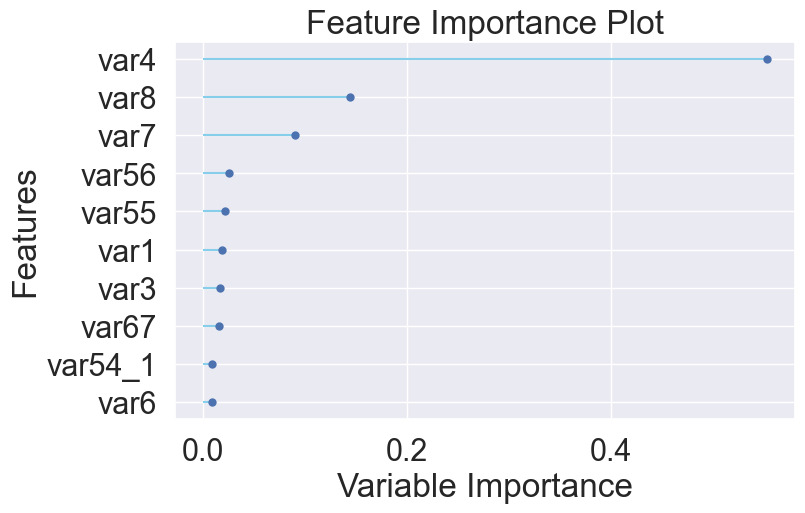 Feature Importance Plot
Features
var4
var8
var7
var56
var55
var1
var3
var67
var54_1
var6
0.0 0.2 0.4
Variable Importance